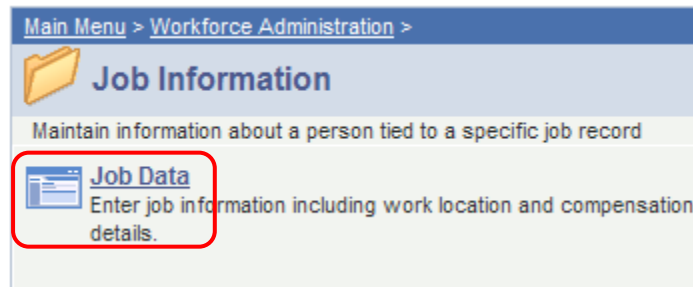 Main Menu > Workforce Administration >
Job Information
Maintain information about a person tied to a specific job record
Job Data
Enter job information including work location and compensation
details.